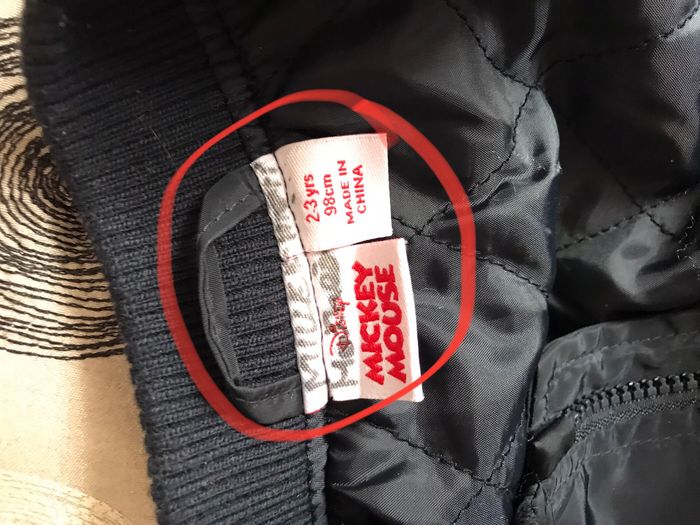 2-3 yrs
98cm
MADE IN
CHINA
Disney
MICKEY
MOUSE